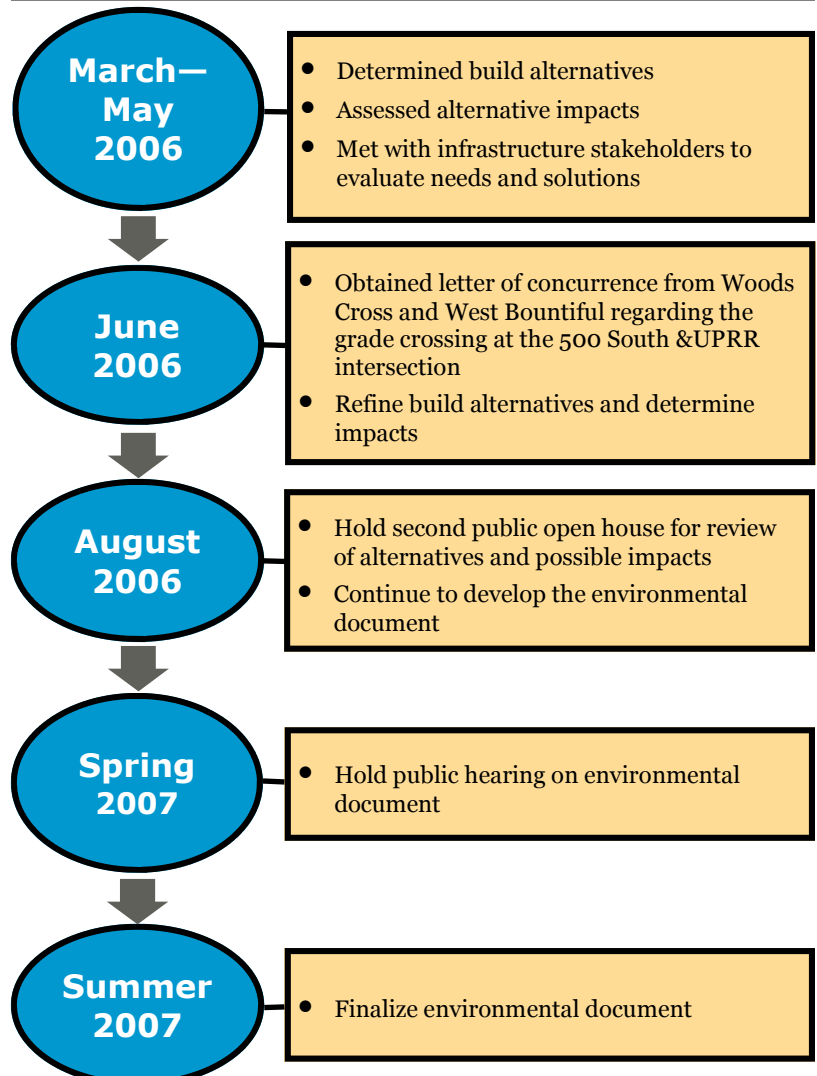 March—
May
2006
• Determined build alternatives
• Assessed alternative impacts
• Met with infrastructure stakeholders to
evaluate needs and solutions
June
2006
• Obtained letter of concurrence from Woods
Cross and West Bountiful regarding the
grade crossing at the 500 South &UPRR
intersection
• Refine build alternatives and determine
impacts
August
2006
• Hold second public open house for review
of alternatives and possible impacts
• Continue to develop the environmental
document
Spring
2007
• Hold public hearing on environmental
document
Summer
2007
• Finalize environmental document